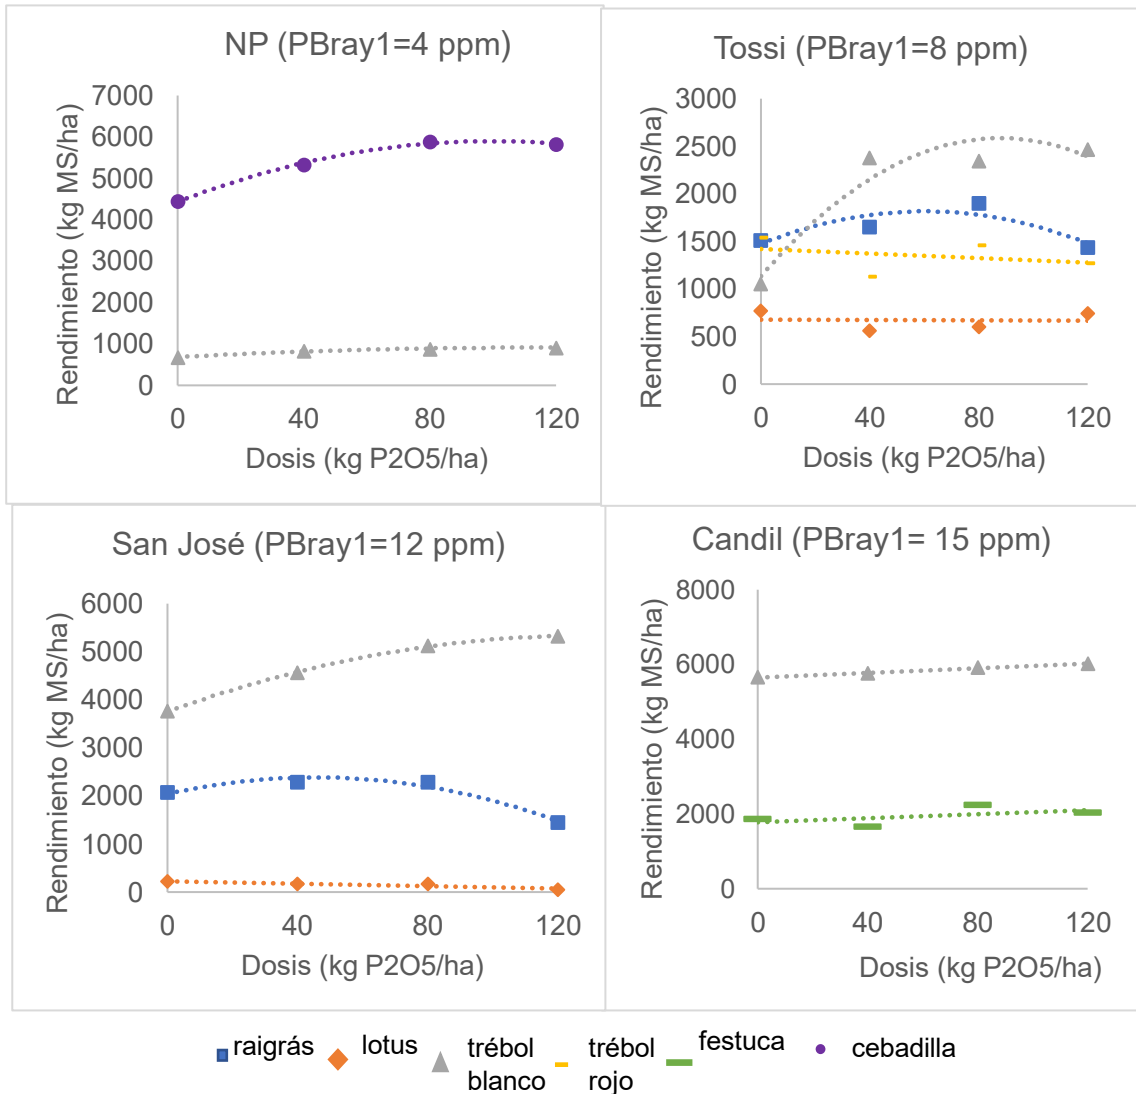 NP (PBray1=4 ppm)
Rendimiento (kg MS/ha)
7000
6000
5000
4000
3000
2000
1000
0
0 40 80 120
Dosis (kg P2O5/ha)
Tossi (PBray1=8 ppm)
Rendimiento (kg MS/ha)
3000
2500
2000
1500
1000
500
0
0 40 80 120
Dosis (kg P2O5/ha)
San José (PBray1=12 ppm)
Rendimiento (kg MS/ha)
6000
5000
4000
3000
2000
1000
0
0 40 80 120
Dosis (kg P2O5/ha)
Candil (PBray1= 15 ppm)
Rendimiento (kg MS/ha)
8000
6000
4000
2000
0
0 40 80 120
Dosis (kg P2O5/ha)
raigrás
lotus
trébol
blanco
trébol
rojo
festuca
cebadilla